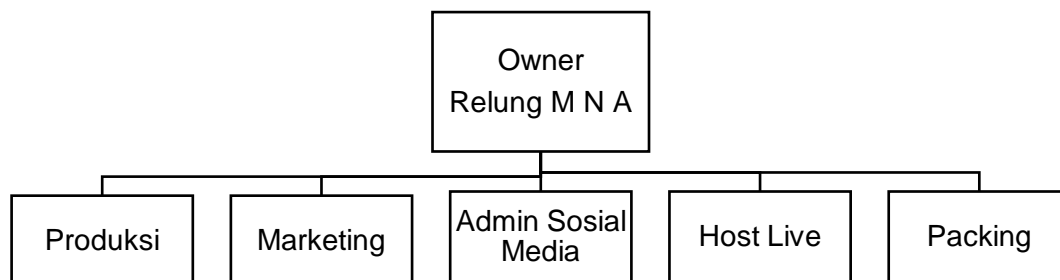 Owner
Relung M N A
Produksi
Marketing
Admin Sosial
Media
Host Live
Packing